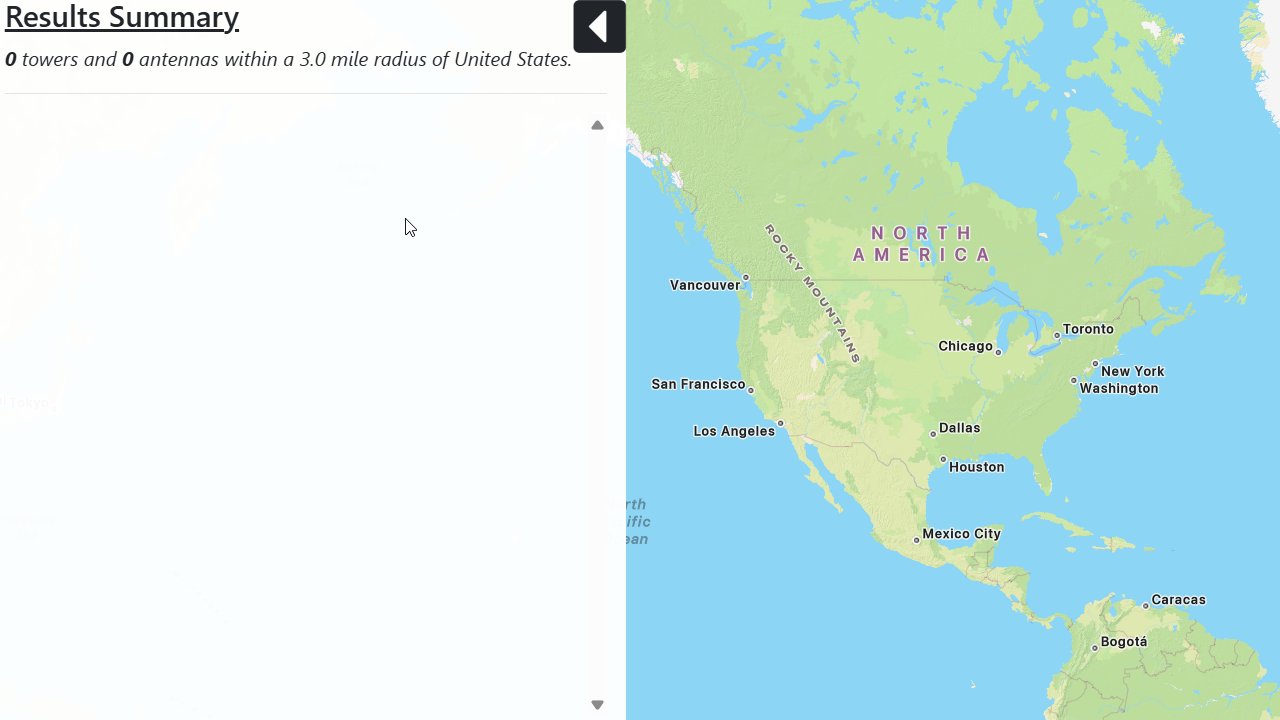 Results Summary
0 towers and 0 antennas within a 3.0 mile radius of United States.
NORTH
AMERICA
ROCKY MOUNTAINS
Vancouver
Toronto
Chicago
New York
Washington
San Francisco
Los Angeles
Dallas
Houston
Tokyo
Mexico City
Caracas
Bogotá